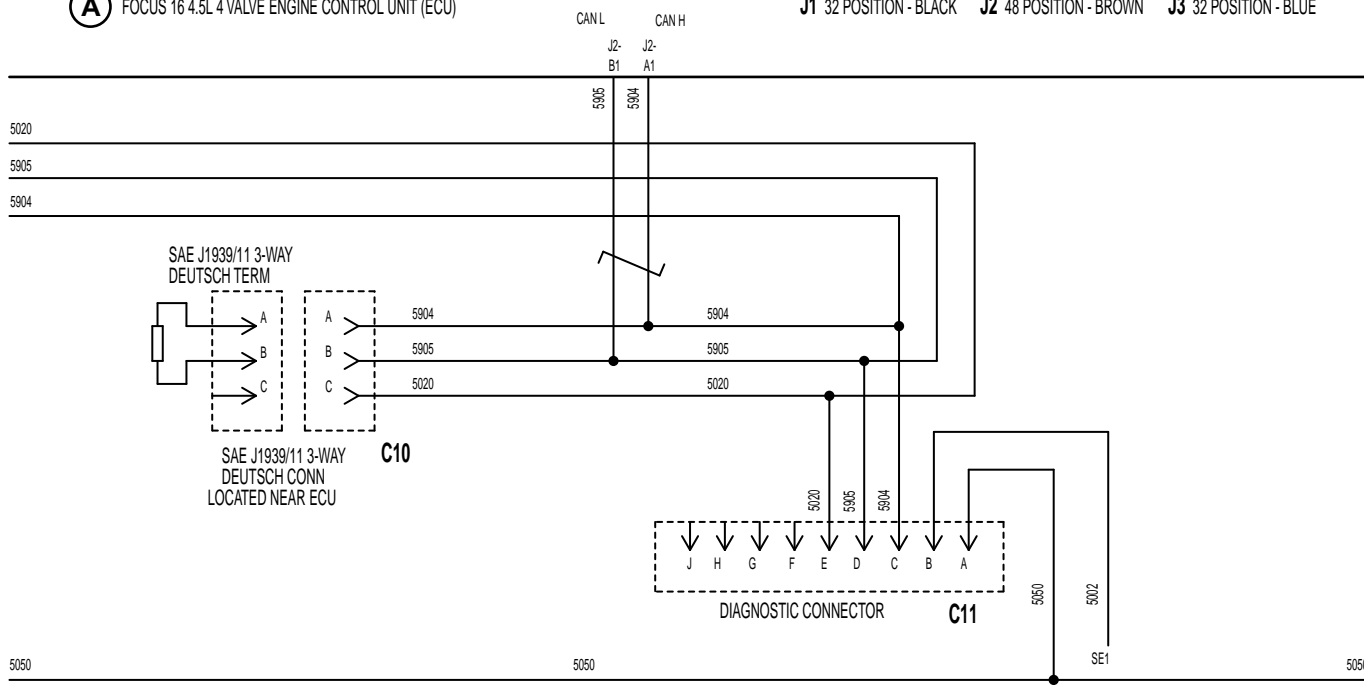 A FOCUS 16 4.5L 4 VALVE ENGINE CONTROL UNIT (ECU)
J1 32 POSITION - BLACK J2 48 POSITION - BROWN J3 32 POSITION - BLUE
CAN L CAN H
J2- J2-
B1 A1
5905 5904
5020
5905
5904
SAE J1939/11 3-WAY
DEUTSCH TERM
A A 5904 5904
B B 5905 5905
C C 5020 5020
SAE J1939/11 3-WAY
DEUTSCH CONN
LOCATED NEAR ECU
C10
5020 5905 5904
J H G F E D C B A
DIAGNOSTIC CONNECTOR C11
5050 5002
SE1
5050 5050 5050